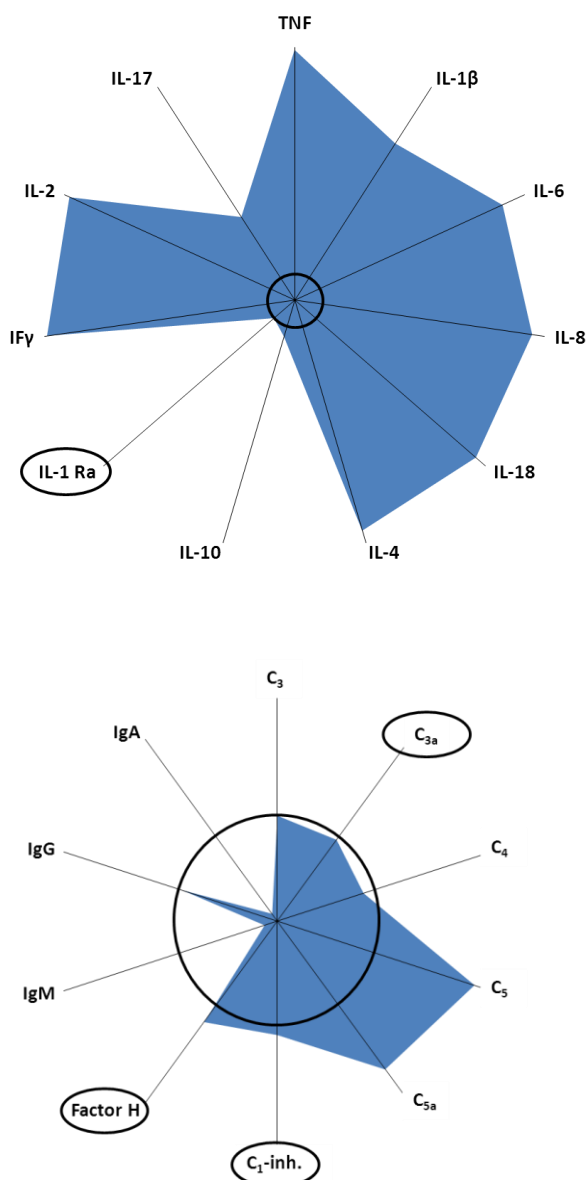 TNF
IL-17
IL-1β
IL-2
IL-6
IFγ
IL-8
IL-1 Ra
IL-18
IL-10
IL-4
C₃
IgA
C₃ₐ
IgG
C₄
IgM
C₅
Factor H
C₅ₐ
C₁-inh.